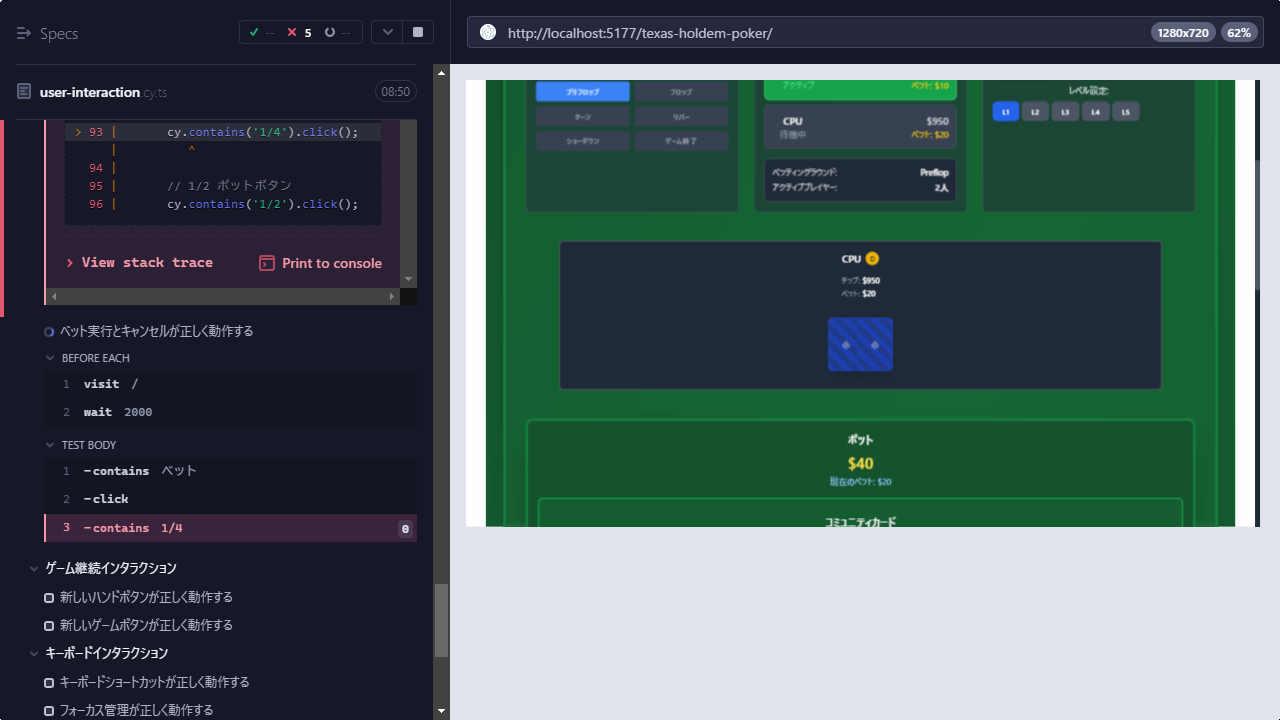 Specs
-- 5 --
http://localhost:5177/texas-holdem-poker/
1280x720
62%
user-interaction.cy.ts
08:50
> 93 | cy.contains('1/4').click();
| ^
94 |
95 | // 1/2 ポットボタン
96 | cy.contains('1/2').click();
View stack trace
Print to console
ベット実行とキャンセルが正しく動作する
BEFORE EACH
1 visit /
2 wait 2000
TEST BODY
1 -contains ベット
2 -click
3 -contains 1/4 0
ゲーム継続インタラクション
新しいハンドボタンが正しく動作する
新しいゲームボタンが正しく動作する
キーボードインタラクション
キーボードショートカットが正しく動作する
フォーカス管理が正しく動作する
プリフロップ
フロップ
ターン
リバー
ショーダウン
ゲーム終了
アクティブ
ベット: $10
CPU
$950
待機中
ベット: $20
ベッティングラウンド:
Preflop
アクティブプレイヤー:
2人
レベル設定:
L1
L2
L3
L4
L5
CPU D
チップ: $950
ベット: $20
ポット
$40
現在のベット: $20
コミュニティカード